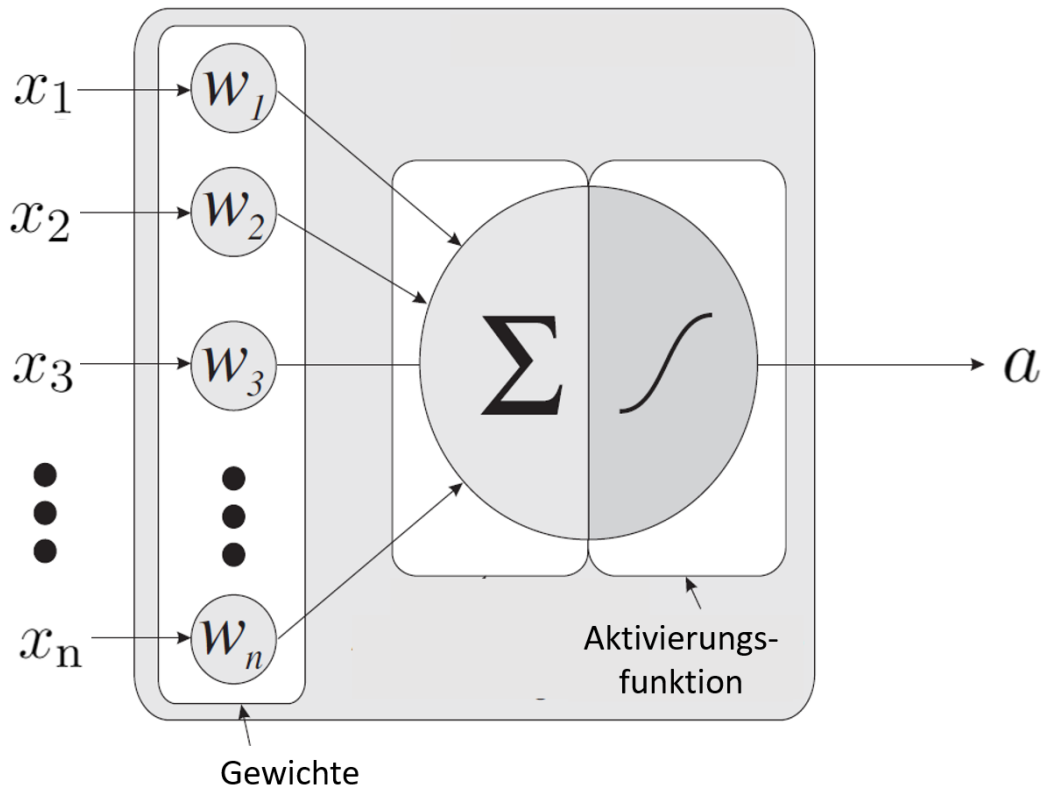 x₁ w₁
x₂ w₂
x₃ w₃
Σ
a
xₙ wₙ
Aktivierungs-
funktion
Gewichte